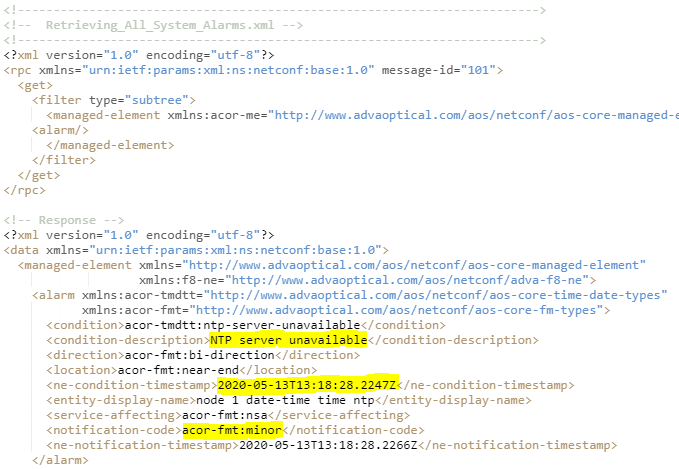 <!------------------------------------------------------------------------->
<!--  Retrieving_All_System_Alarms.xml -->
<!------------------------------------------------------------------------->
<?xml version="1.0" encoding="utf-8"?>
<rpc xmlns="urn:ietf:params:xml:ns:netconf:base:1.0" message-id="101">
  <get>
    <filter type="subtree">
      <managed-element xmlns:acor-me="http://www.advaoptical.com/aos/netconf/aos-core-managed-e
    <alarm/>
      </managed-element>
    </filter>
  </get>
</rpc>
<!-- Response -->
<?xml version="1.0" encoding="utf-8"?>
<data xmlns="urn:ietf:params:xml:ns:netconf:base:1.0">
  <managed-element xmlns="http://www.advaoptical.com/aos/netconf/aos-core-managed-element"
                   xmlns:f8-ne="http://www.advaoptical.com/aos/netconf/adva-f8-ne">
    <alarm xmlns:acor-tmdtt="http://www.advaoptical.com/aos/netconf/aos-core-time-date-types"
           xmlns:acor-fmt="http://www.advaoptical.com/aos/netconf/aos-core-fm-types">
      <condition>acor-tmdtt:ntp-server-unavailable</condition>
      <condition-description>NTP server unavailable</condition-description>
      <direction>acor-fmt:bi-direction</direction>
      <location>acor-fmt:near-end</location>
      <ne-condition-timestamp>2020-05-13T13:18:28.2247Z</ne-condition-timestamp>
      <entity-display-name>node 1 date-time time ntp</entity-display-name>
      <service-affecting>acor-fmt:nsa</service-affecting>
      <notification-code>acor-fmt:minor</notification-code>
      <ne-notification-timestamp>2020-05-13T13:18:28.2266Z</ne-notification-timestamp>
    </alarm>